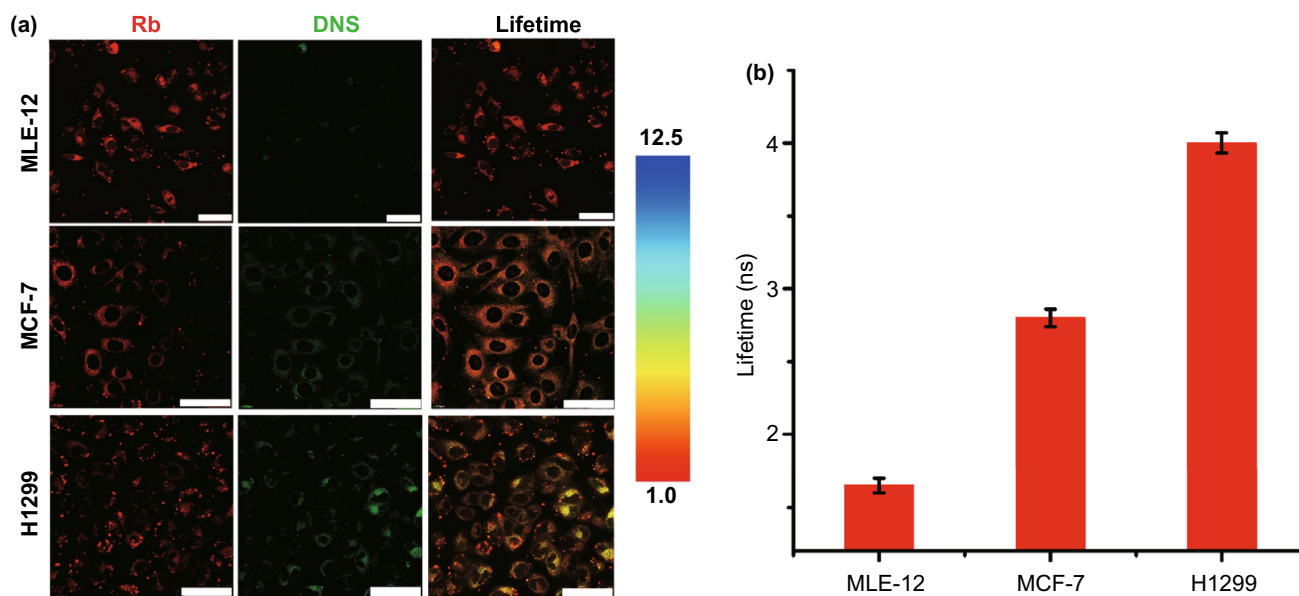 (a)
Rb
DNS
Lifetime
MLE-12
MCF-7
H1299
12.5
1.0
(b)
Lifetime (ns)
4
3
2
MLE-12
MCF-7
H1299